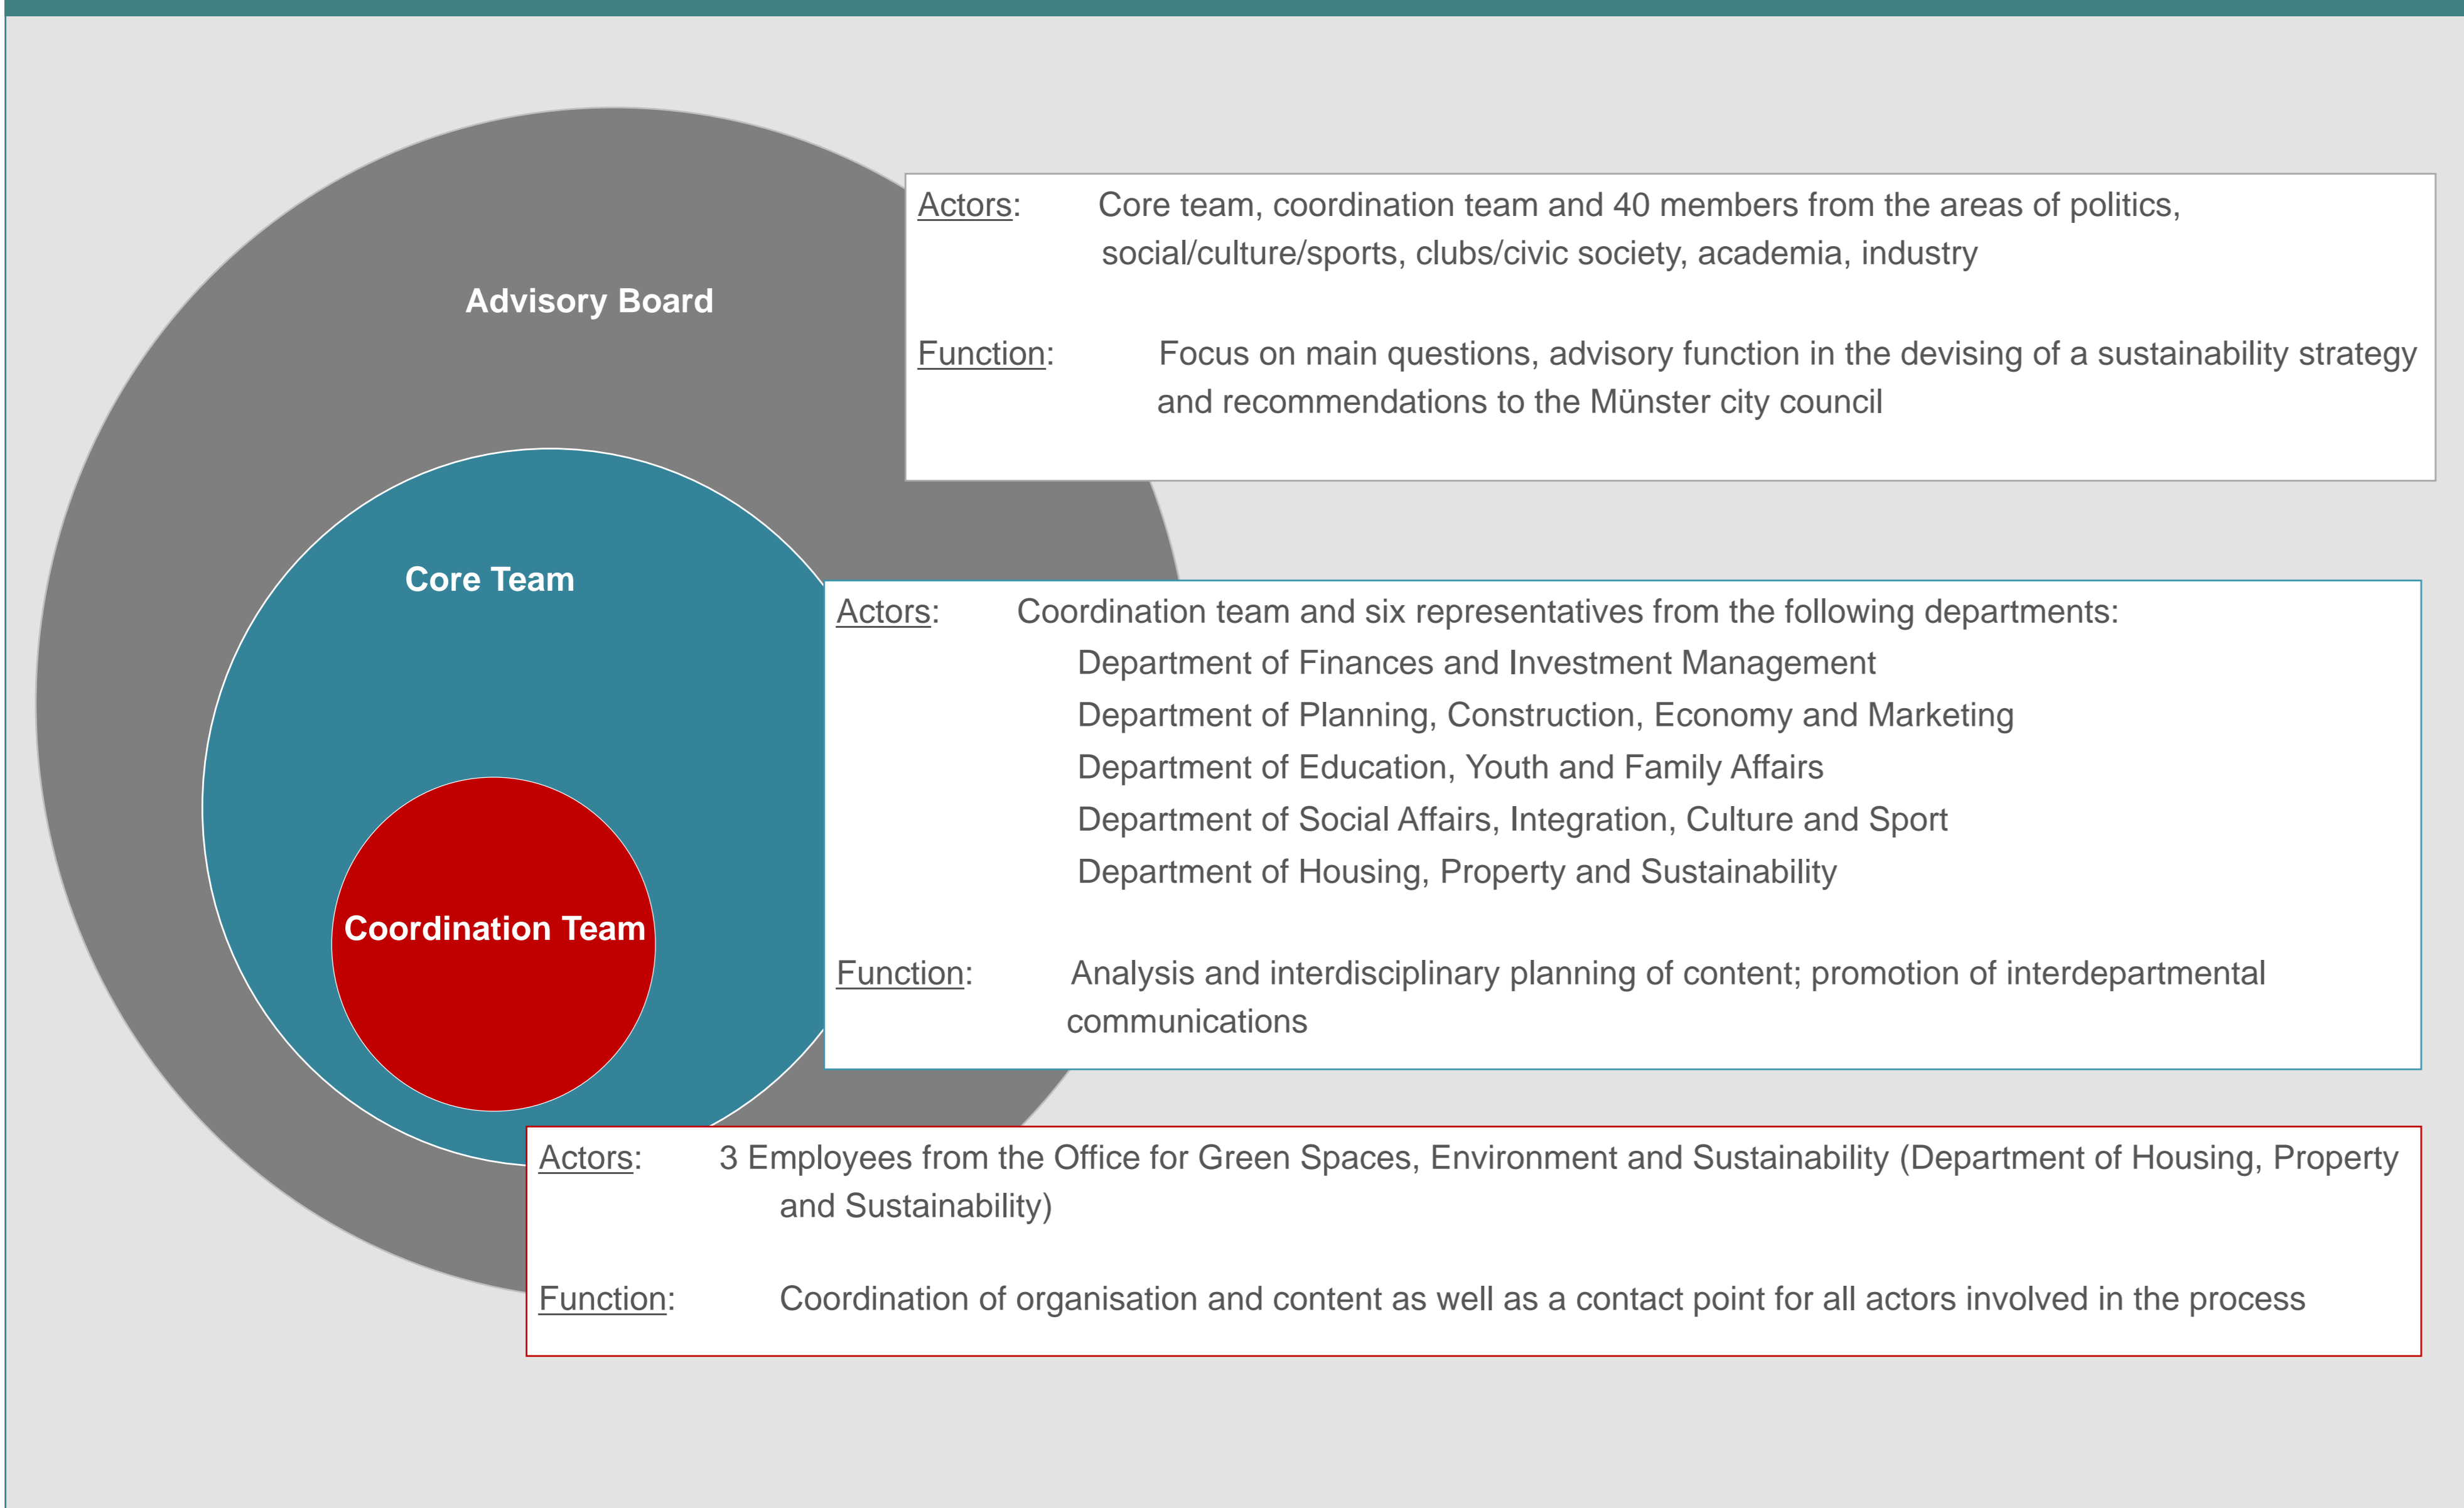 Advisory Board
Actors: Core team, coordination team and 40 members from the areas of politics,
social/culture/sports, clubs/civic society, academia, industry
Function: Focus on main questions, advisory function in the devising of a sustainability strategy
and recommendations to the Münster city council
Core Team
Actors: Coordination team and six representatives from the following departments:
Department of Finances and Investment Management
Department of Planning, Construction, Economy and Marketing
Department of Education, Youth and Family Affairs
Department of Social Affairs, Integration, Culture and Sport
Department of Housing, Property and Sustainability
Function: Analysis and interdisciplinary planning of content; promotion of interdepartmental
communications
Coordination Team
Actors: 3 Employees from the Office for Green Spaces, Environment and Sustainability (Department of Housing, Property
and Sustainability)
Function: Coordination of organisation and content as well as a contact point for all actors involved in the process